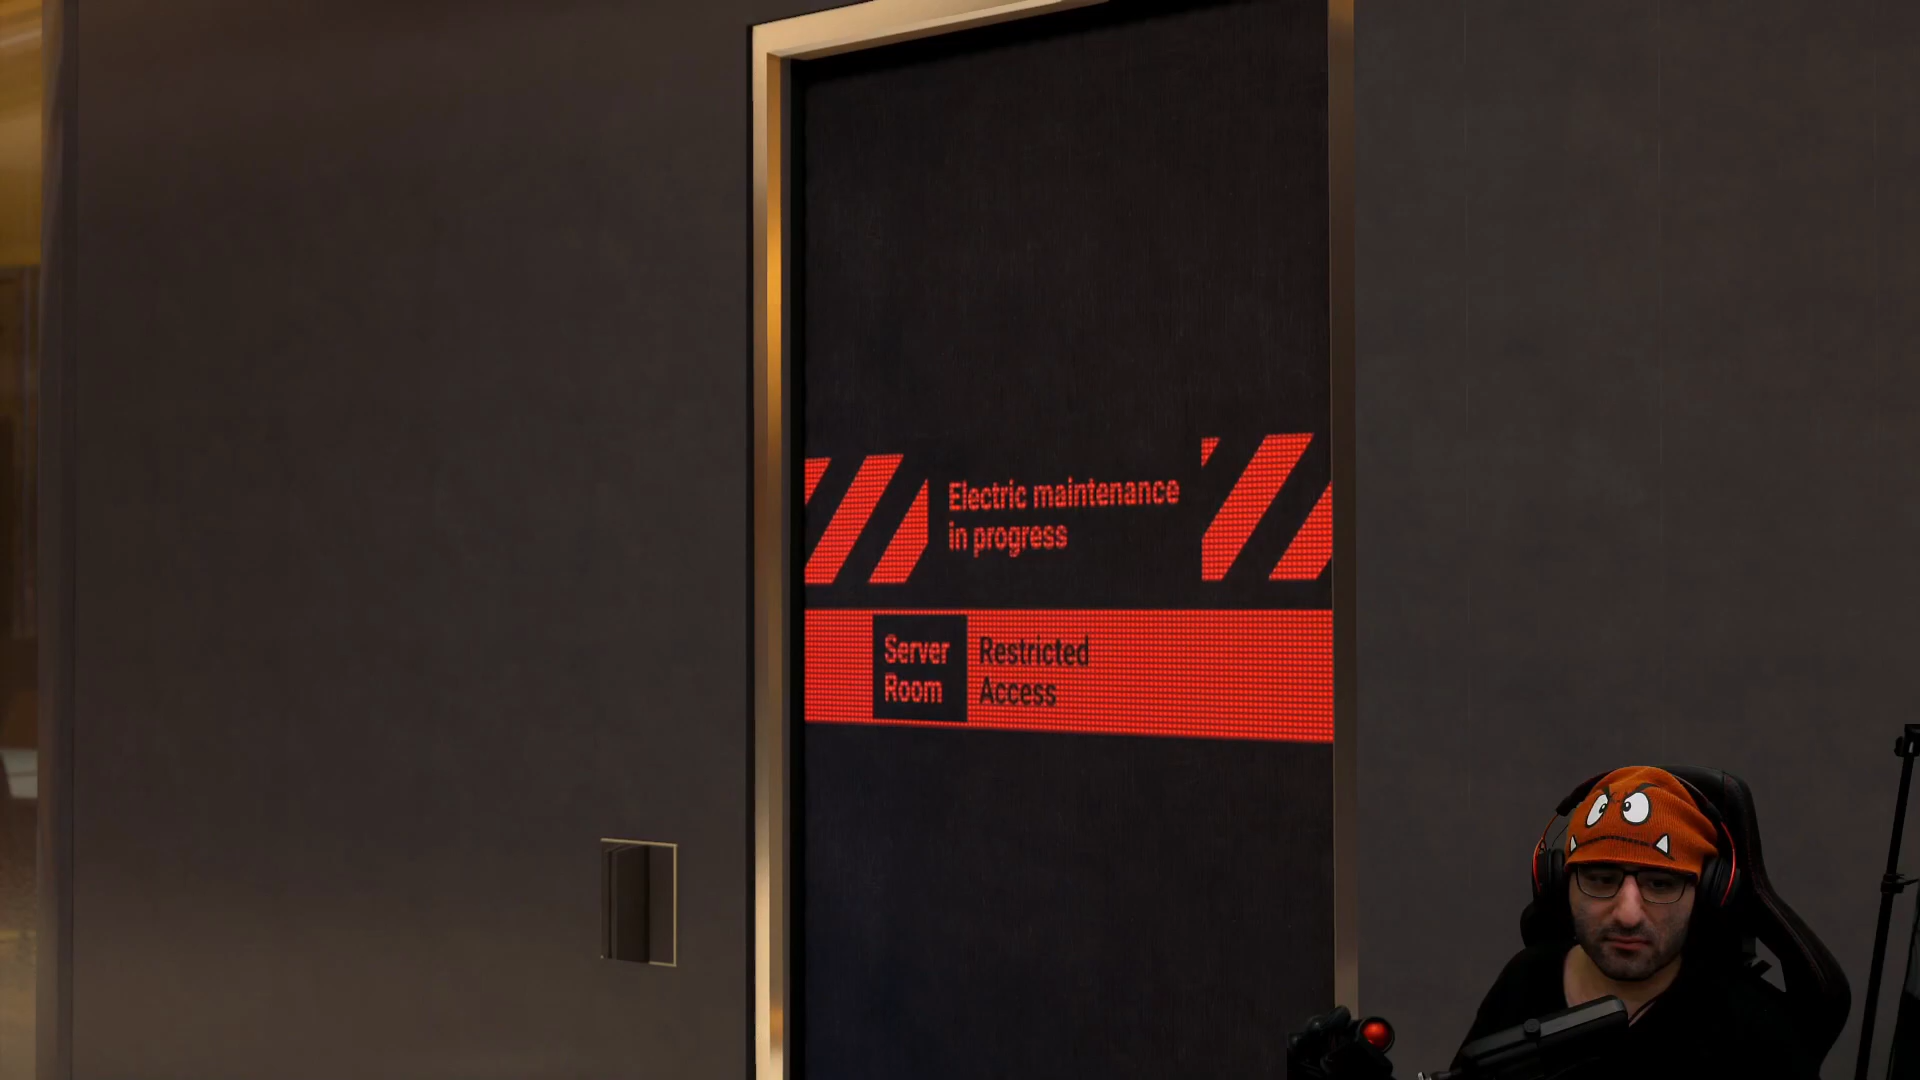 Electric maintenance
in progress
Server
Room
Restricted
Access